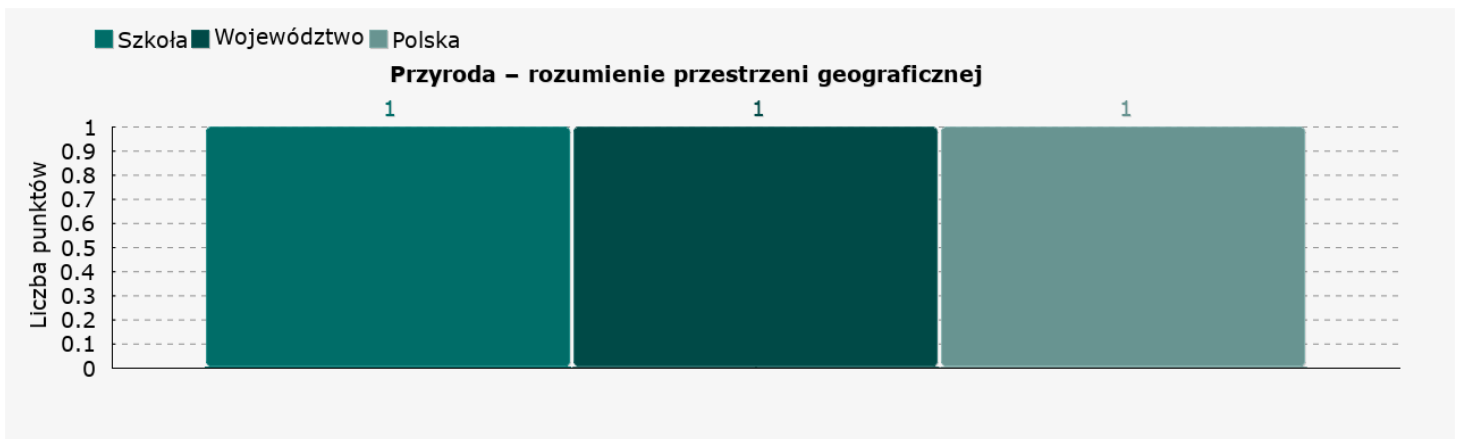 Szkoła Województwo Polska
Przyroda – rozumienie przestrzeni geograficznej
1 1 1
Liczba punktów
1
0.9
0.8
0.7
0.6
0.5
0.4
0.3
0.2
0.1
0